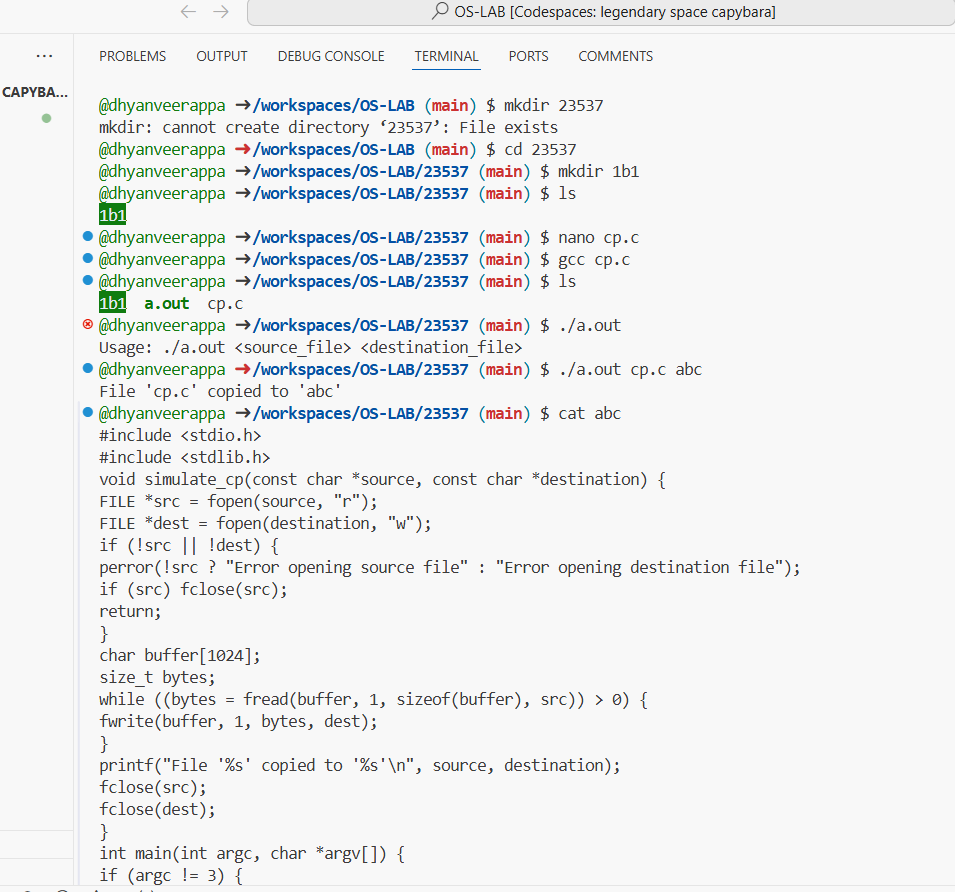 OS-LAB [Codespaces: legendary space capybara]
PROBLEMS OUTPUT DEBUG CONSOLE TERMINAL PORTS COMMENTS
CAPYBA...
@dhyanveerappa ➜/workspaces/OS-LAB (main) $ mkdir 23537
mkdir: cannot create directory ‘23537’: File exists
@dhyanveerappa ➜/workspaces/OS-LAB (main) $ cd 23537
@dhyanveerappa ➜/workspaces/OS-LAB/23537 (main) $ mkdir 1b1
@dhyanveerappa ➜/workspaces/OS-LAB/23537 (main) $ ls
1b1
@dhyanveerappa ➜/workspaces/OS-LAB/23537 (main) $ nano cp.c
@dhyanveerappa ➜/workspaces/OS-LAB/23537 (main) $ gcc cp.c
@dhyanveerappa ➜/workspaces/OS-LAB/23537 (main) $ ls
1b1 a.out cp.c
@dhyanveerappa ➜/workspaces/OS-LAB/23537 (main) $ ./a.out
Usage: ./a.out <source_file> <destination_file>
@dhyanveerappa ➜/workspaces/OS-LAB/23537 (main) $ ./a.out cp.c abc
File 'cp.c' copied to 'abc'
@dhyanveerappa ➜/workspaces/OS-LAB/23537 (main) $ cat abc
#include <stdio.h>
#include <stdlib.h>
void simulate_cp(const char *source, const char *destination) {
FILE *src = fopen(source, "r");
FILE *dest = fopen(destination, "w");
if (!src || !dest) {
perror(!src ? "Error opening source file" : "Error opening destination file");
if (src) fclose(src);
return;
}
char buffer[1024];
size_t bytes;
while ((bytes = fread(buffer, 1, sizeof(buffer), src)) > 0) {
fwrite(buffer, 1, bytes, dest);
}
printf("File '%s' copied to '%s'\n", source, destination);
fclose(src);
fclose(dest);
}
int main(int argc, char *argv[]) {
if (argc != 3) {